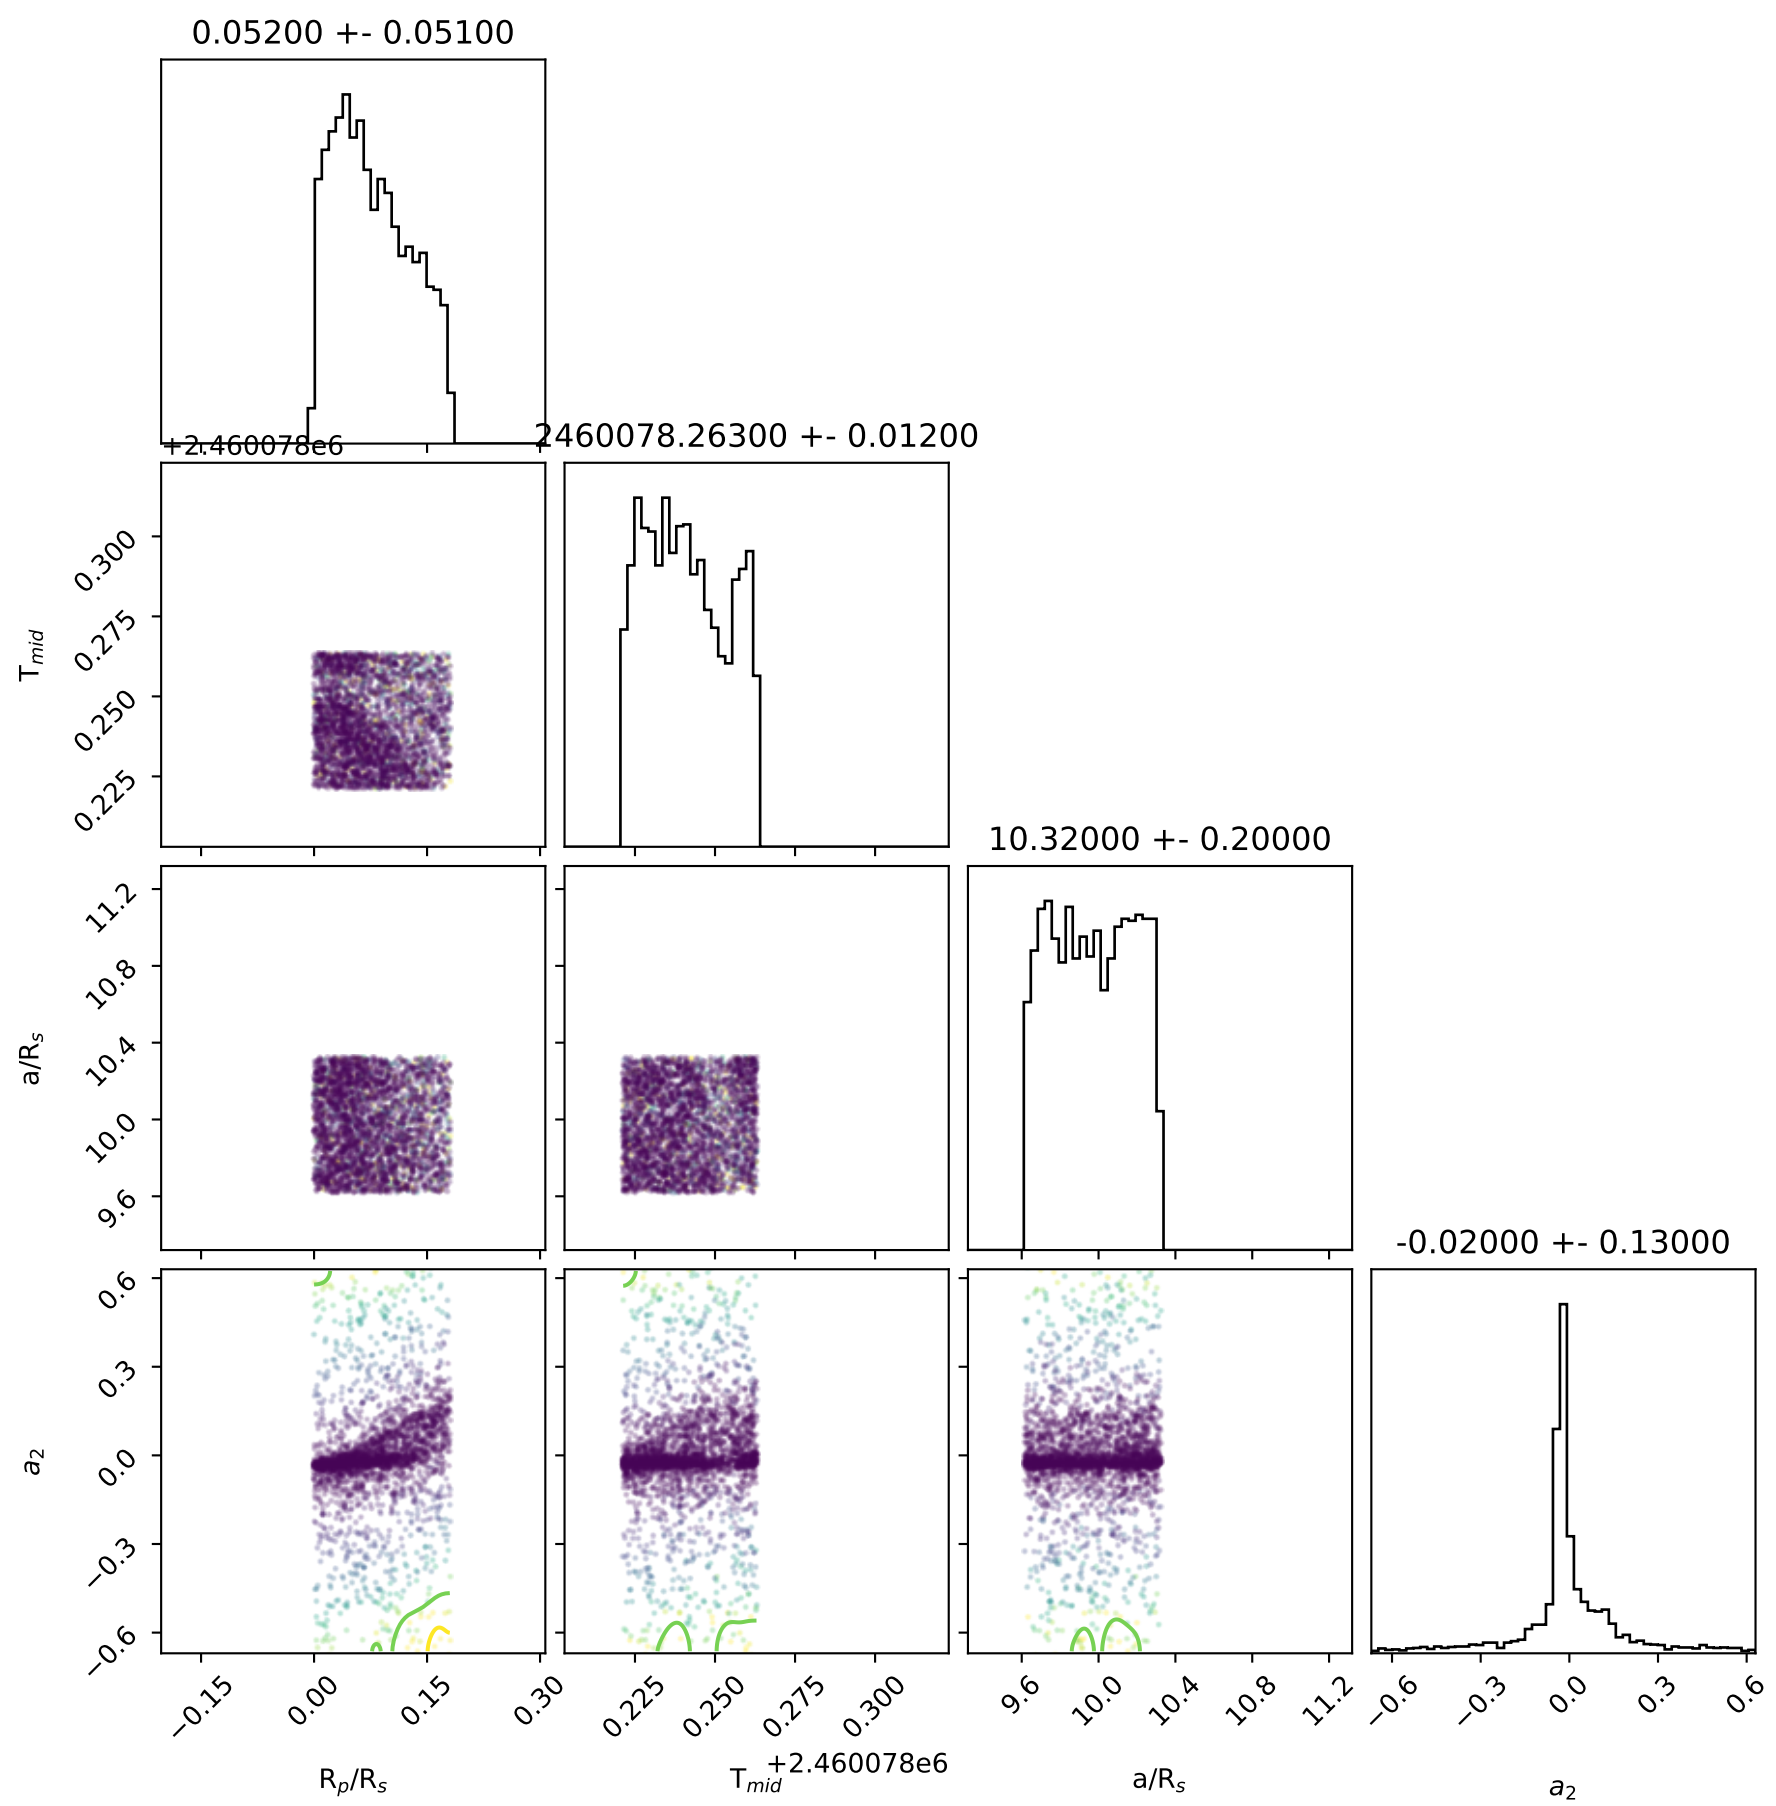 0.05200 +- 0.05100
+2.460078e6
2460078.26300 +- 0.01200
0.300
0.275
0.250
0.225
T_mid
10.32000 +- 0.20000
11.2
10.8
10.4
10.0
9.6
a/R_s
-0.02000 +- 0.13000
0.6
0.3
0.0
−0.3
−0.6
a_2
−0.15 0.00 0.15 0.30 0.225 0.250 0.275 0.300 9.6 10.0 10.4 10.8 11.2 −0.6 −0.3 0.0 0.3 0.6
+2.460078e6
R_p/R_s T_mid a/R_s a_2